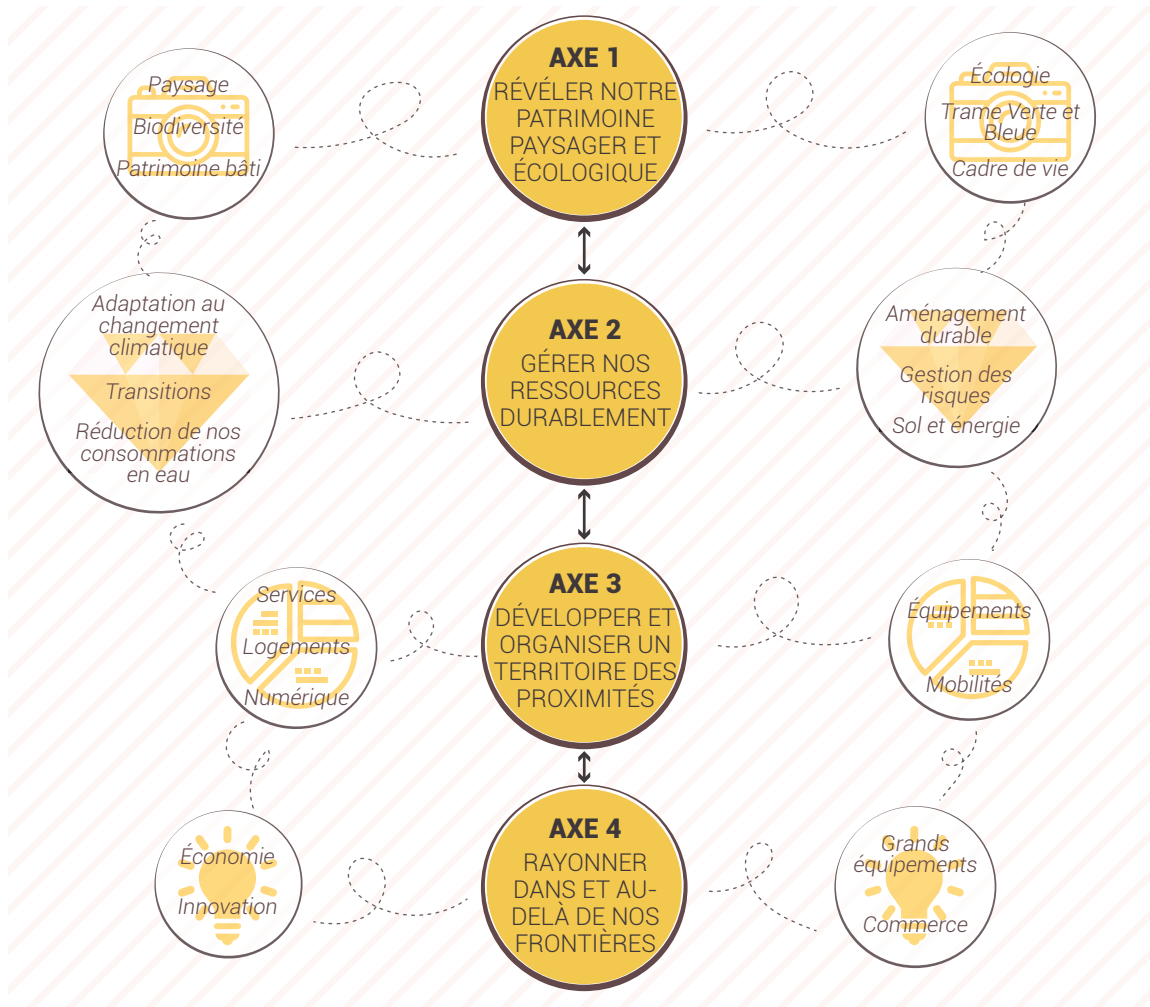 AXE 1
RÉVÉLER NOTRE
PATRIMOINE
PAYSAGER ET
ÉCOLOGIQUE
Paysage
Biodiversité
Patrimoine bâti
Écologie
Trame Verte et
Bleue
Cadre de vie
AXE 2
GÉRER NOS
RESSOURCES
DURABLEMENT
Adaptation au
changement
climatique
Transitions
Réduction de nos
consommations
en eau
Aménagement
durable
Gestion des
risques
Sol et énergie
AXE 3
DÉVELOPPER ET
ORGANISER UN
TERRITOIRE DES
PROXIMITÉS
Services
Logements
Numérique
Équipements
Mobilités
AXE 4
RAYONNER
DANS ET AU-
DELÀ DE NOS
FRONTIÈRES
Économie
Innovation
Grands
équipements
Commerce